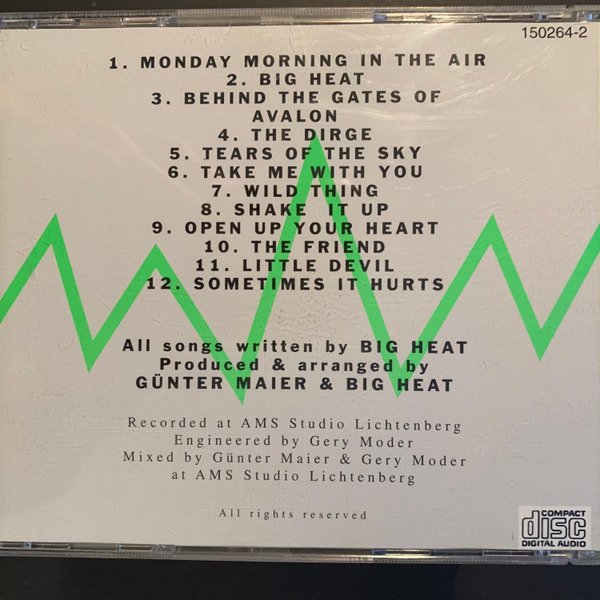 150264-2
1. MONDAY MORNING IN THE AIR
2. BIG HEAT
3. BEHIND THE GATES OF
AVALON
4. THE DIRGE
5. TEARS OF THE SKY
6. TAKE ME WITH YOU
7. WILD THING
8. SHAKE IT UP
9. OPEN UP YOUR HEART
10. THE FRIEND
11. LITTLE DEVIL
12. SOMETIMES IT HURTS
All songs written by BIG HEAT
Produced & arranged by
GÜNTER MAIER & BIG HEAT
Recorded at AMS Studio Lichtenberg
Engineered by Gery Moder
Mixed by Günter Maier & Gery Moder
at AMS Studio Lichtenberg
All rights reserved
COMPACT
disc
DIGITAL AUDIO